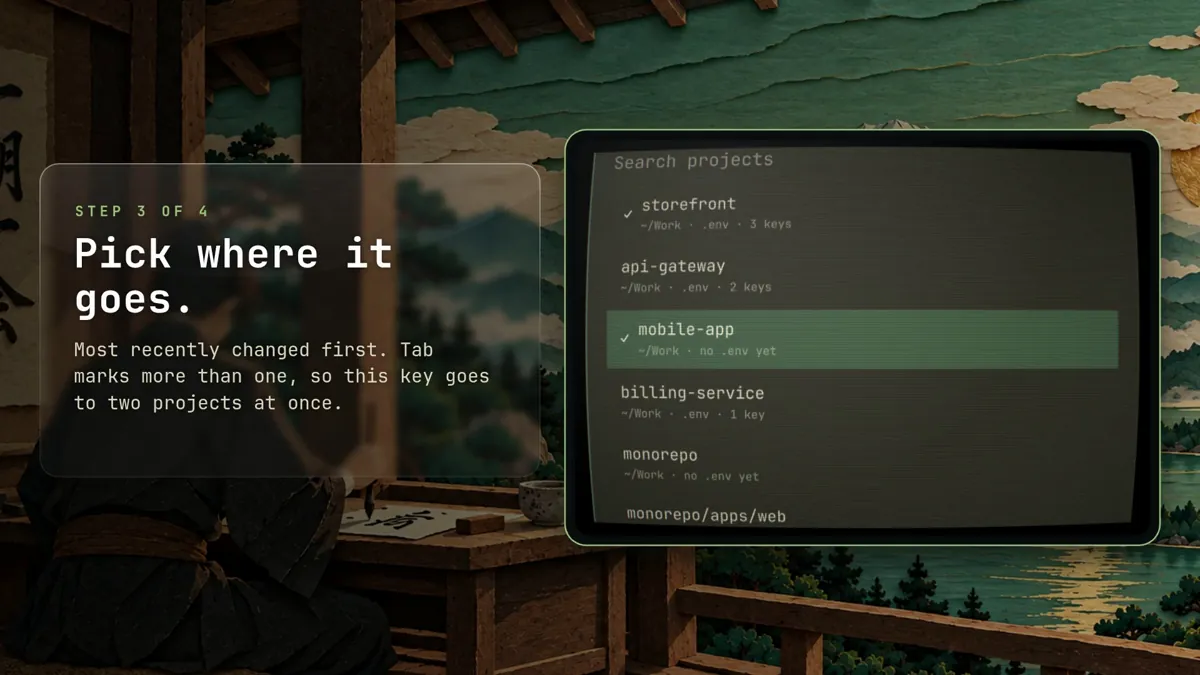 STEP 3 OF 4
Pick where it
goes.
Most recently changed first. Tab
marks more than one, so this key goes
to two projects at once.
Search projects
✓ storefront
~/Work · .env · 3 keys
api-gateway
~/Work · .env · 2 keys
✓ mobile-app
~/Work · no .env yet
billing-service
~/Work · .env · 1 key
monorepo
~/Work · no .env yet
monorepo/apps/web